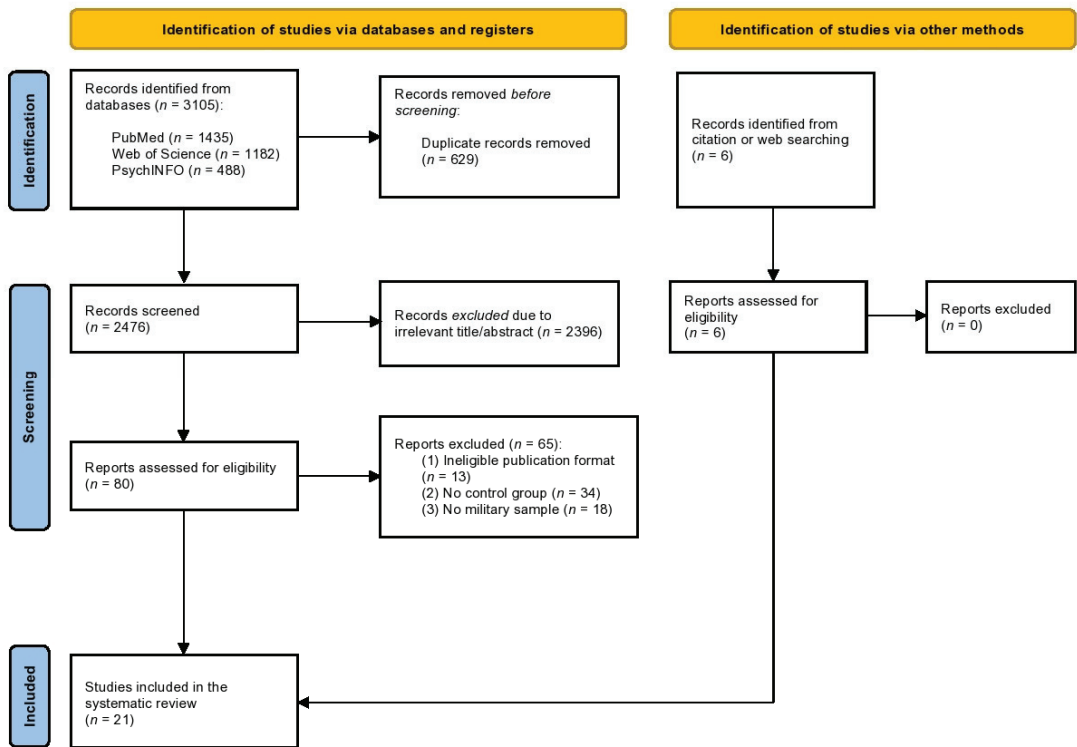 Identification of studies via databases and registers
Identification of studies via other methods
Identification
Records identified from
databases (n = 3105):
PubMed (n = 1435)
Web of Science (n = 1182)
PsychINFO (n = 488)
Records removed before
screening:
Duplicate records removed
(n = 629)
Records identified from
citation or web searching
(n = 6)
Screening
Records screened
(n = 2476)
Records excluded due to
irrelevant title/abstract (n = 2396)
Reports assessed for
eligibility
(n = 6)
Reports excluded
(n = 0)
Reports assessed for eligibility
(n = 80)
Reports excluded (n = 65):
(1) Ineligible publication format
(n = 13)
(2) No control group (n = 34)
(3) No military sample (n = 18)
Included
Studies included in the
systematic review
(n = 21)